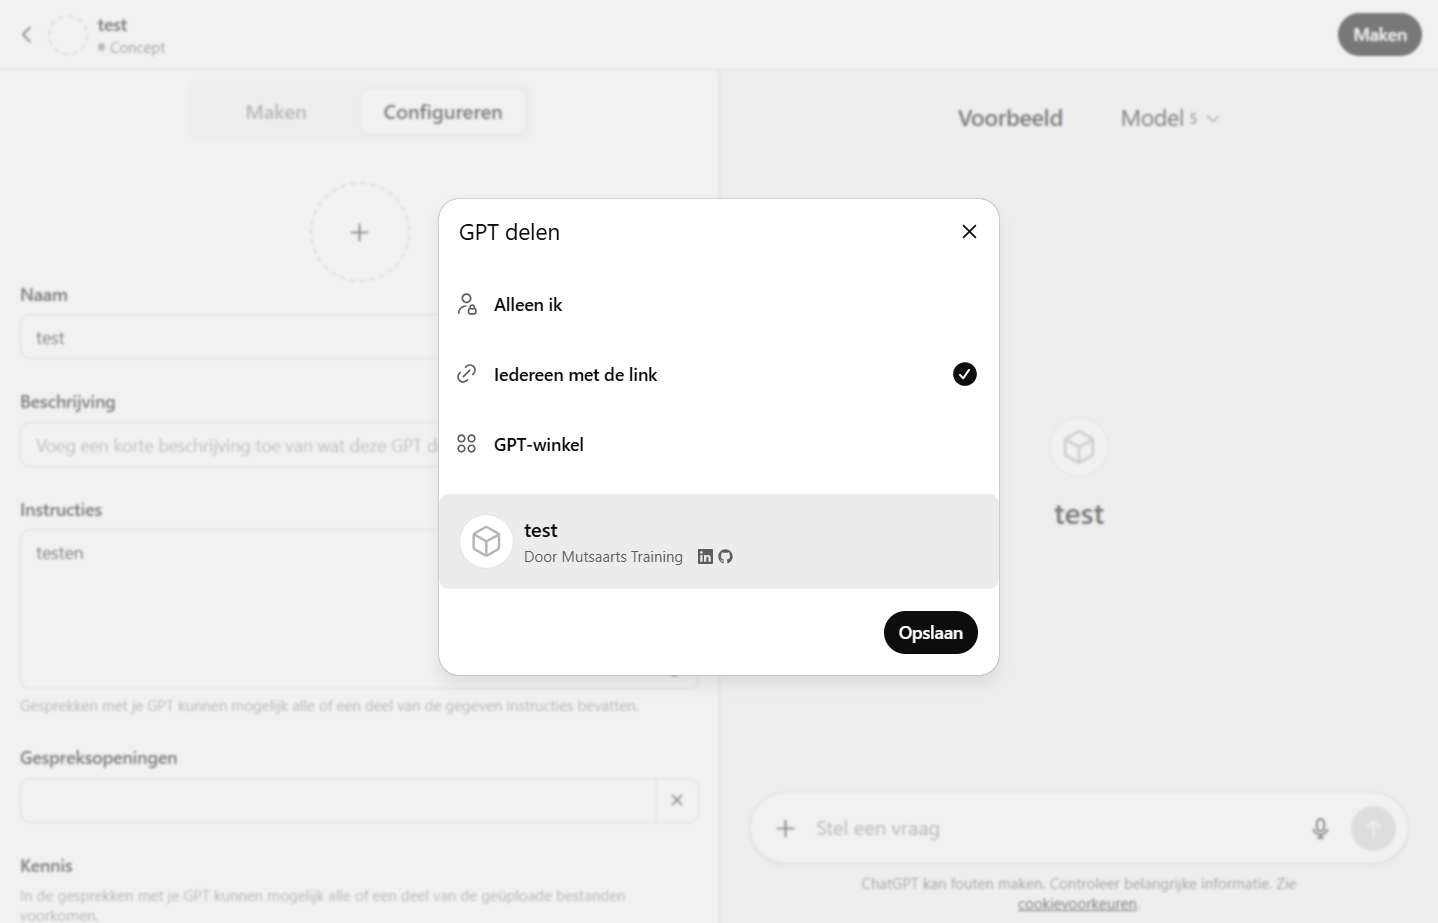 test
Concept
Maken
Maken
Configureren
Voorbeeld
Model 5
GPT delen
Alleen ik
Iedereen met de link
GPT-winkel
test
Door Mutsaarts Training
Opslaan
Naam
test
Beschrijving
Voeg een korte beschrijving toe van wat deze GPT d
Instructies
testen
Gesprekken met je GPT kunnen mogelijk alle of een deel van de gegeven instructies bevatten.
Gespreksopeningen
Kennis
In de gesprekken met je GPT kunnen mogelijk alle of een deel van de geüploade bestanden
voorkomen.
test
Stel een vraag
ChatGPT kan fouten maken. Controleer belangrijke informatie. Zie
cookievoorkeuren.